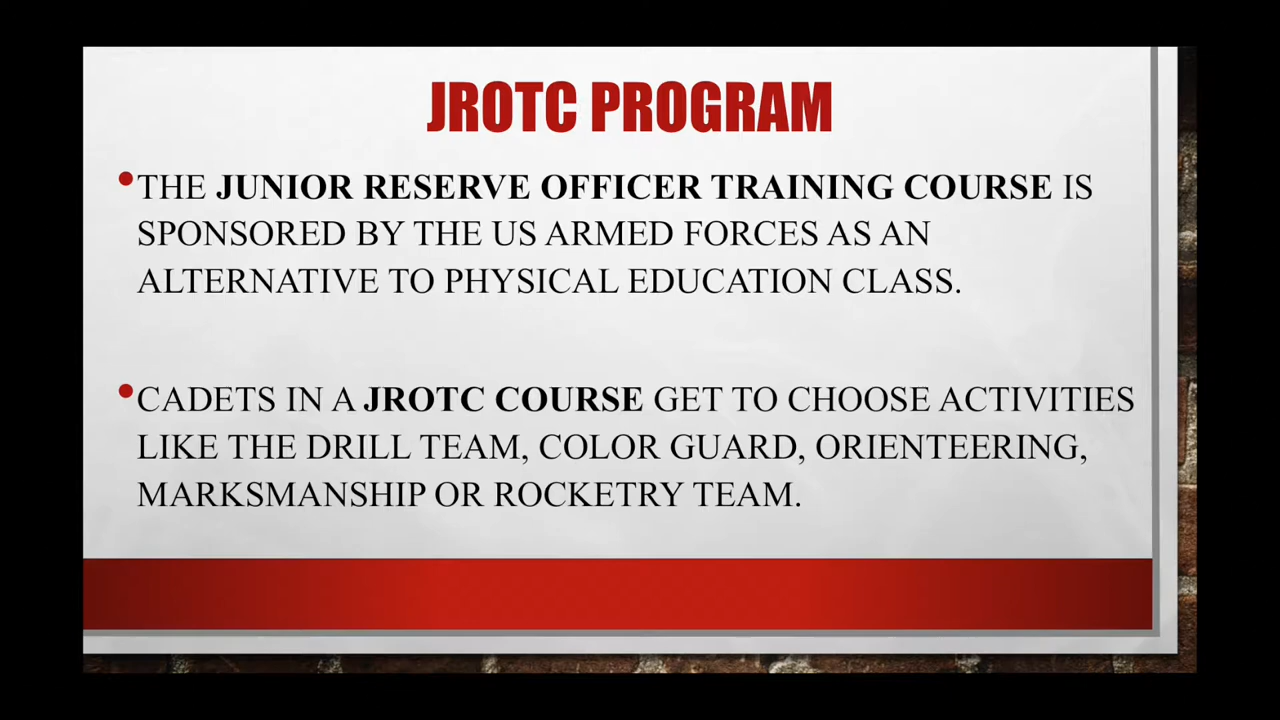 JROTC PROGRAM
•THE JUNIOR RESERVE OFFICER TRAINING COURSE IS
SPONSORED BY THE US ARMED FORCES AS AN
ALTERNATIVE TO PHYSICAL EDUCATION CLASS.
•CADETS IN A JROTC COURSE GET TO CHOOSE ACTIVITIES
LIKE THE DRILL TEAM, COLOR GUARD, ORIENTEERING,
MARKSMANSHIP OR ROCKETRY TEAM.